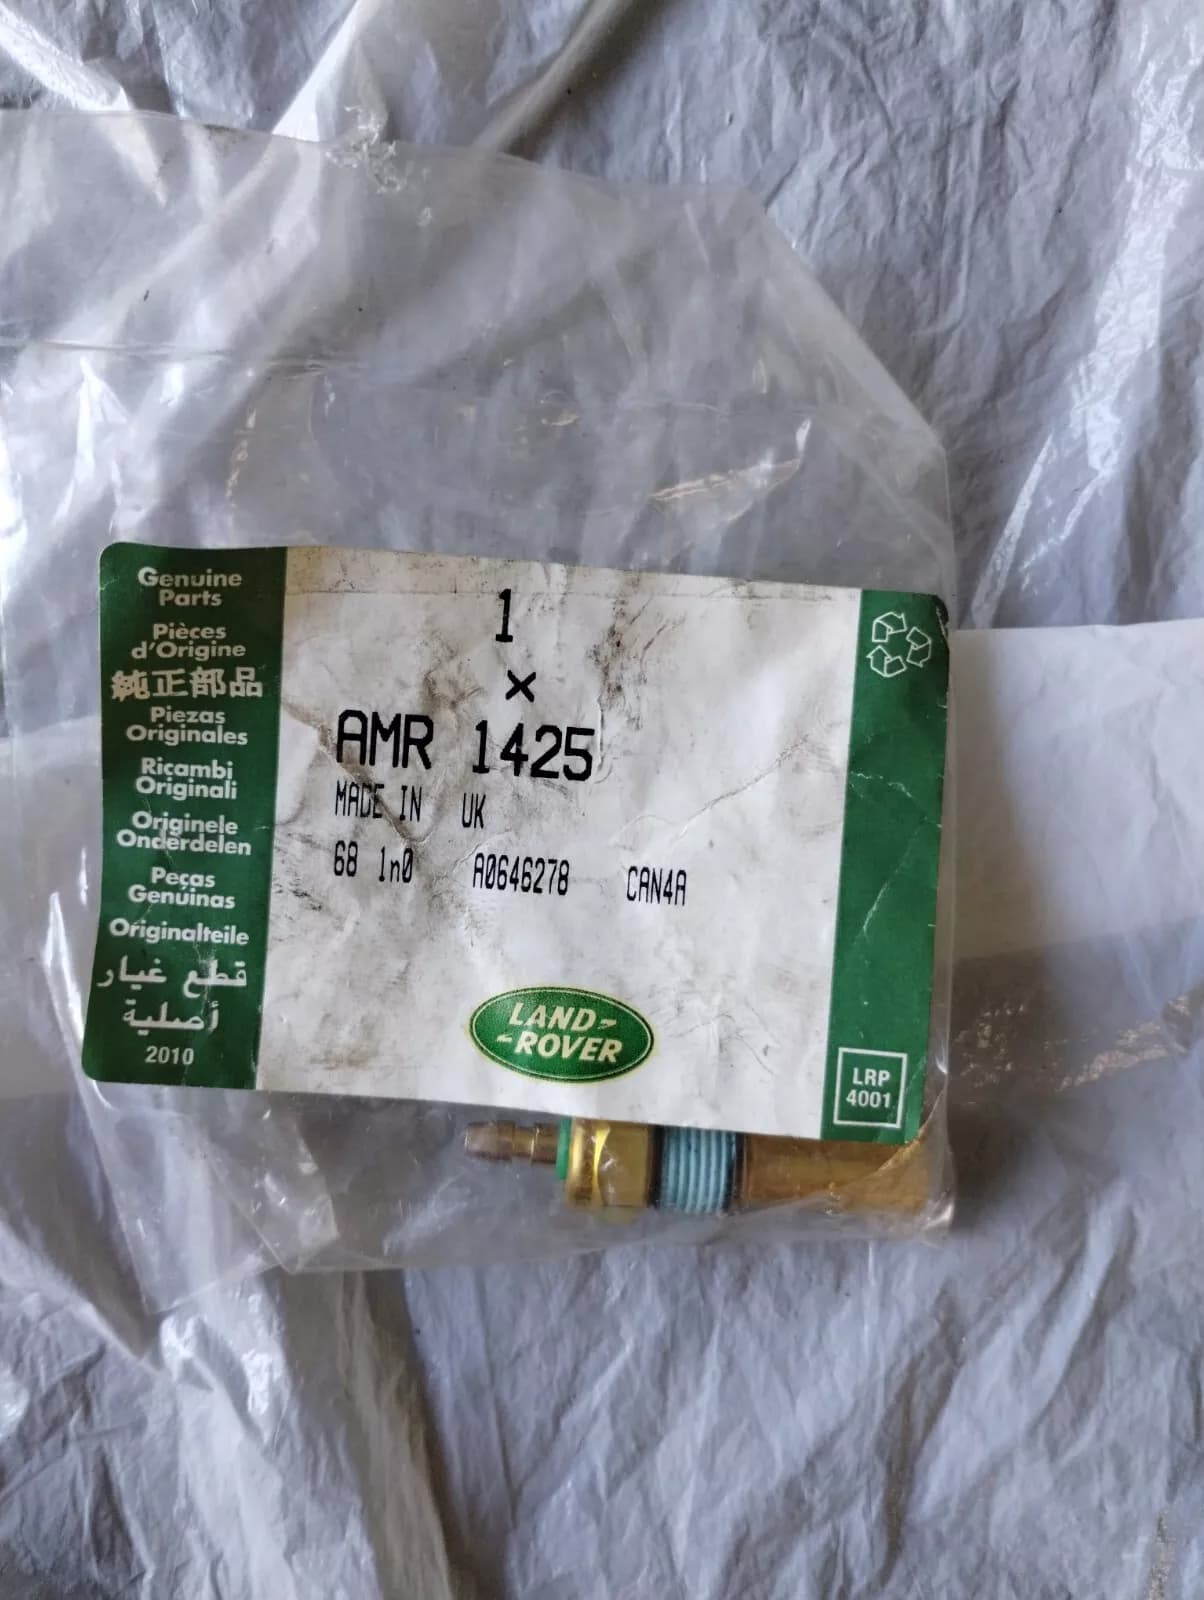 Genuine
Parts
Pièces
d'Origine
純正部品
Piezas
Originales
Ricambi
Originali
Originele
Onderdelen
Peças
Genúinas
Originalteile
قطع غيار
أصلية
2010
1
×
AMR 1425
MADE IN UK
68 1n0 A0646278 CAN4A
LAND-
-ROVER
LRP
4001